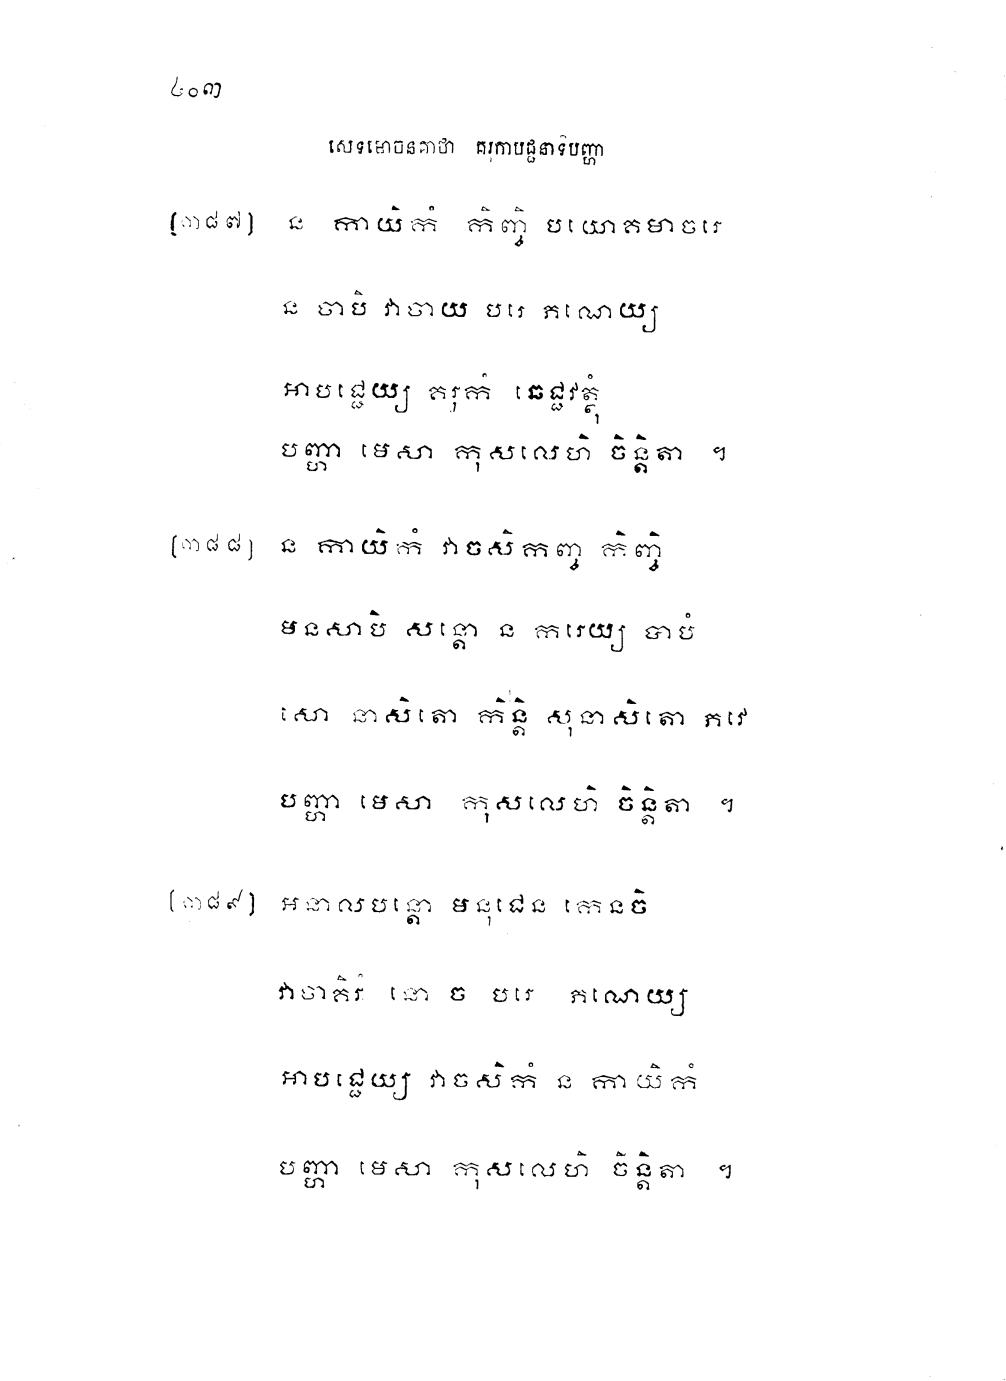 ៤០៣
សេទមោចនគាថា គរុកាបជ្ជនាទិបញ្ហា
(៣៨៧) ន កាយិកំ កិញ្ចិ បយោគមាចរេ
ន ចាបិ វាចាយ បរេ ភណេយ្យ
អាបជ្ជេយ្យ គរុកំ ឆេជ្ជវត្ថុំ
បញ្ហា មេសា កុសលេហិ ចិន្តិតា ។
(៣៨៨) ន កាយិកំ វាចសិកញ្ច កិញ្ចិ
មនសាបិ សន្តោ ន ករេយ្យ បាបំ
សោ នាសិតោ កិន្តិ សុនាសិតោ ភវេ
បញ្ហា មេសា កុសលេហិ ចិន្តិតា ។
(៣៨៩) អនាលបន្តោ មនុជេន កេនចិ
វាចាគិរំ នោ ច បរេ ភណេយ្យ
អាបជ្ជេយ្យ វាចសិកំ ន កាយិកំ
បញ្ហា មេសា កុសលេហិ ចិន្តិតា ។